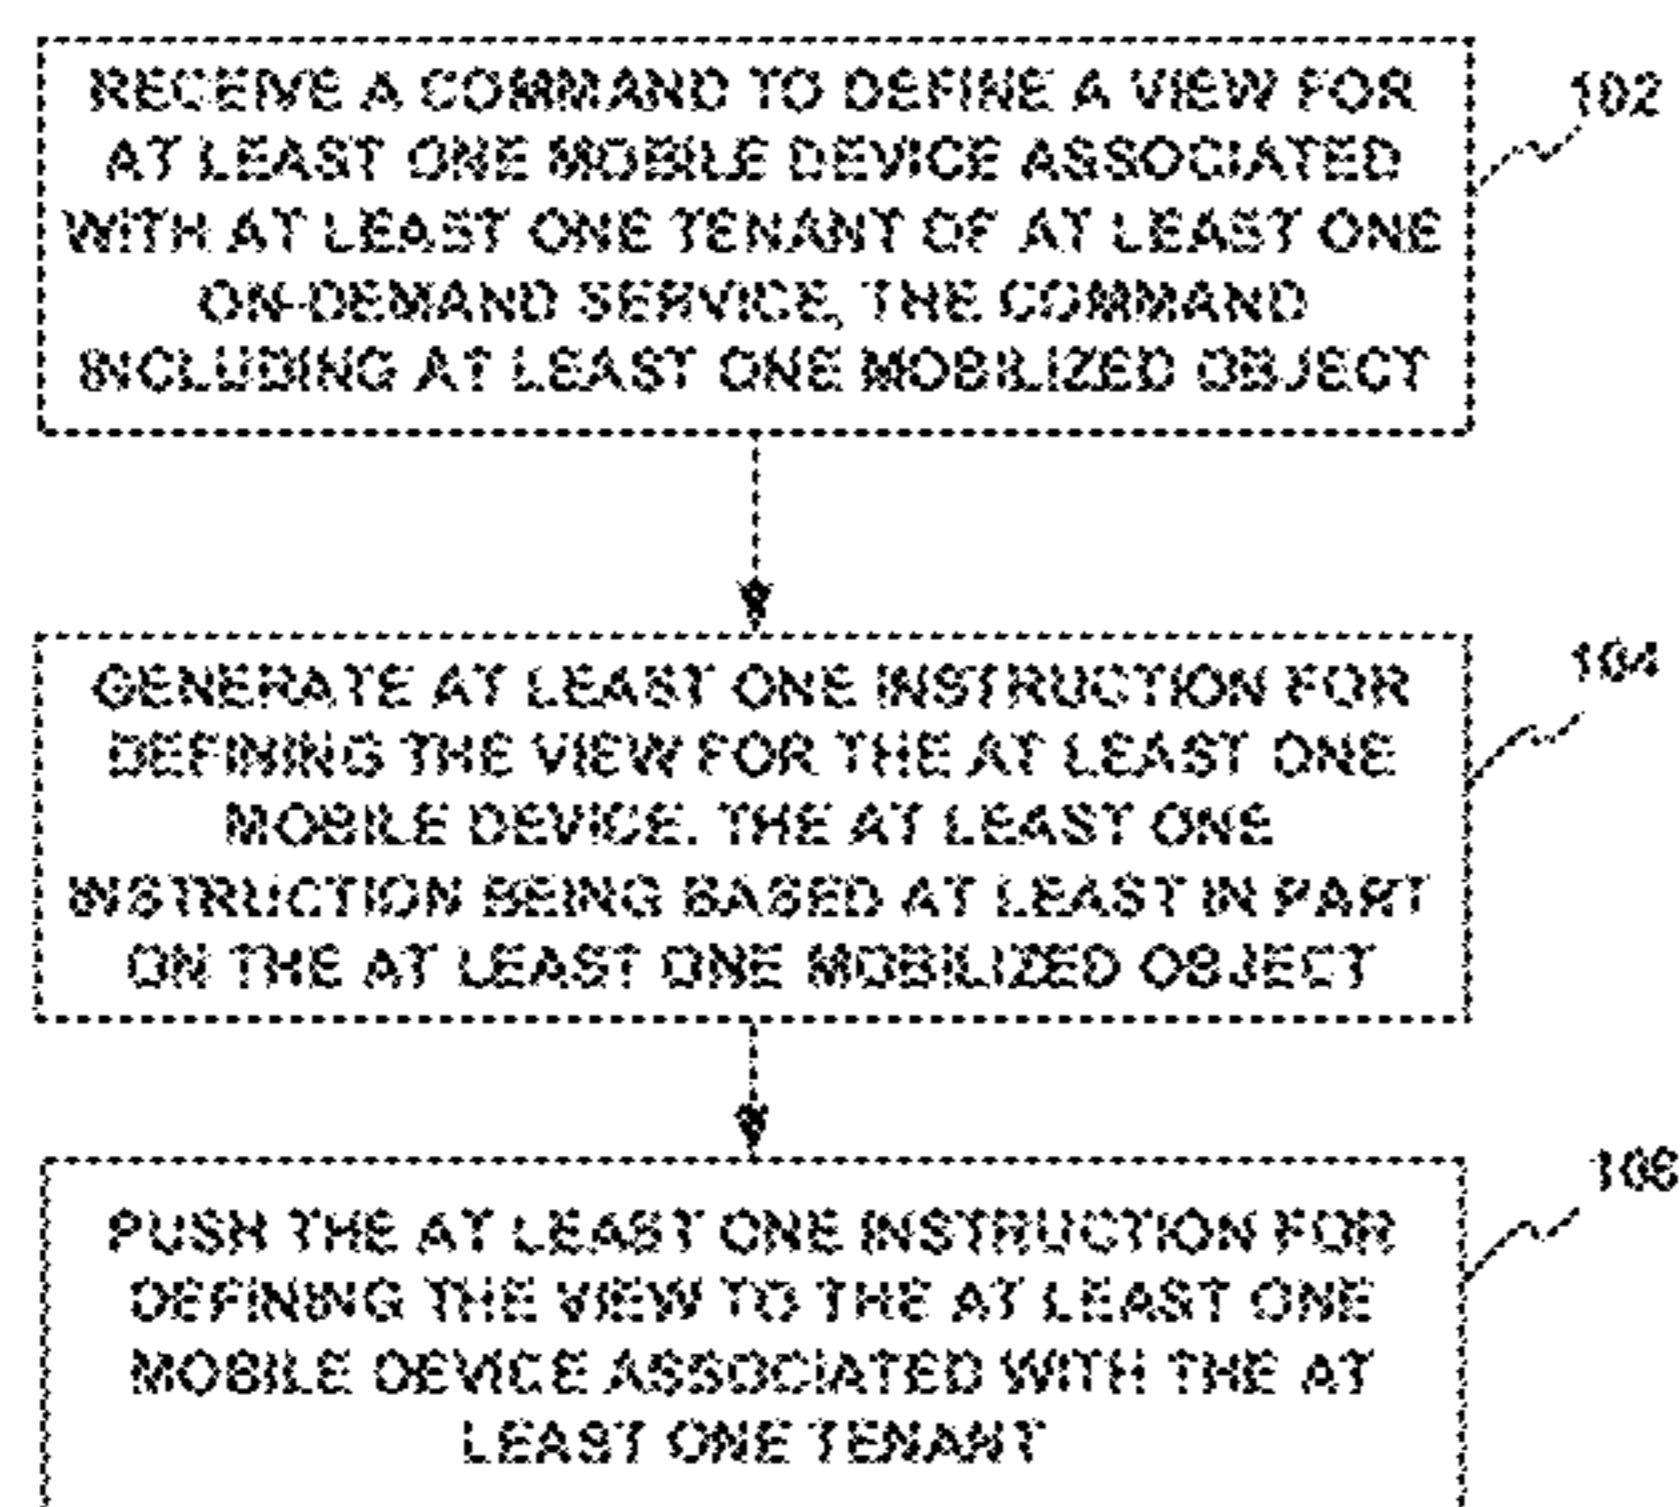 RECEIVE A COMMAND TO DEFINE A VIEW FOR
AT LEAST ONE MOBILE DEVICE ASSOCIATED
WITH AT LEAST ONE TENANT OF AT LEAST ONE
ON-DEMAND SERVICE, THE COMMAND
INCLUDING AT LEAST ONE MOBILIZED OBJECT
102
GENERATE AT LEAST ONE INSTRUCTION FOR
DEFINING THE VIEW FOR THE AT LEAST ONE
MOBILE DEVICE. THE AT LEAST ONE
INSTRUCTION BEING BASED AT LEAST IN PART
ON THE AT LEAST ONE MOBILIZED OBJECT
104
PUSH THE AT LEAST ONE INSTRUCTION FOR
DEFINING THE VIEW TO THE AT LEAST ONE
MOBILE DEVICE ASSOCIATED WITH THE AT
LEAST ONE TENANT
106